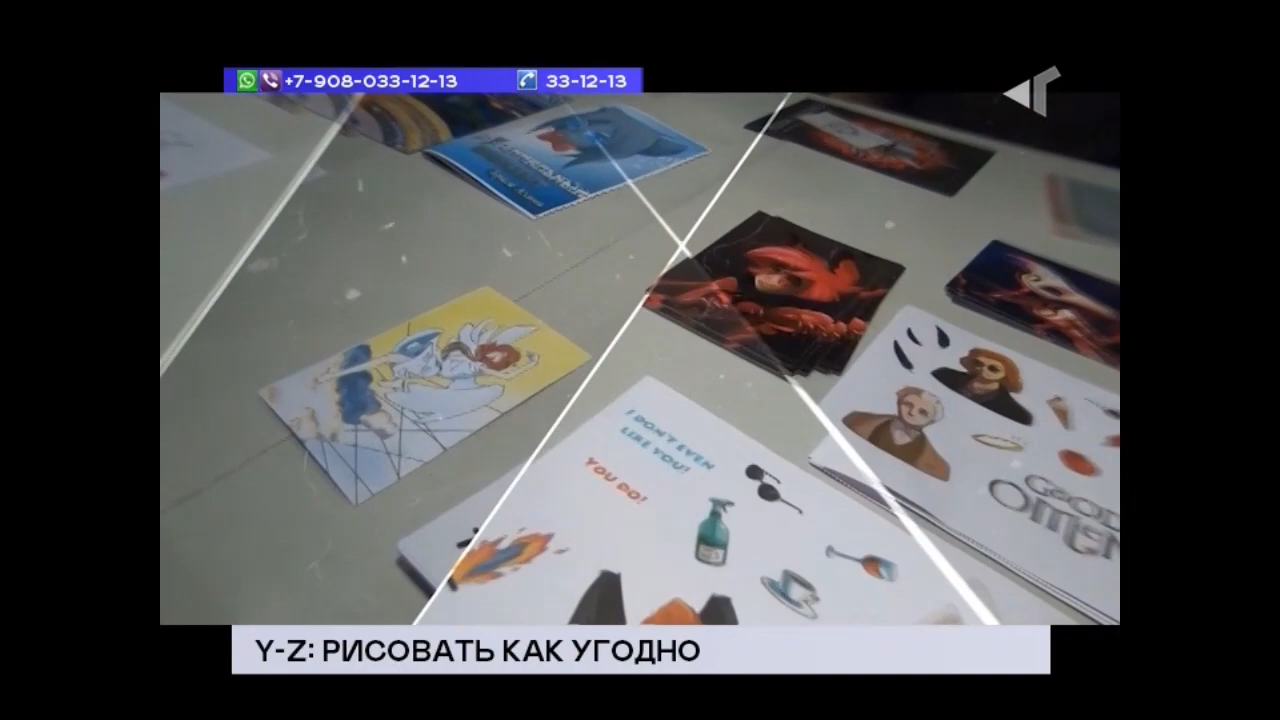 +7-908-033-12-13
33-12-13
I DON'T EVEN
LIKE YOU!
YOU DO!
GOOD
OMEN
Y-Z: РИСОВАТЬ КАК УГОДНО